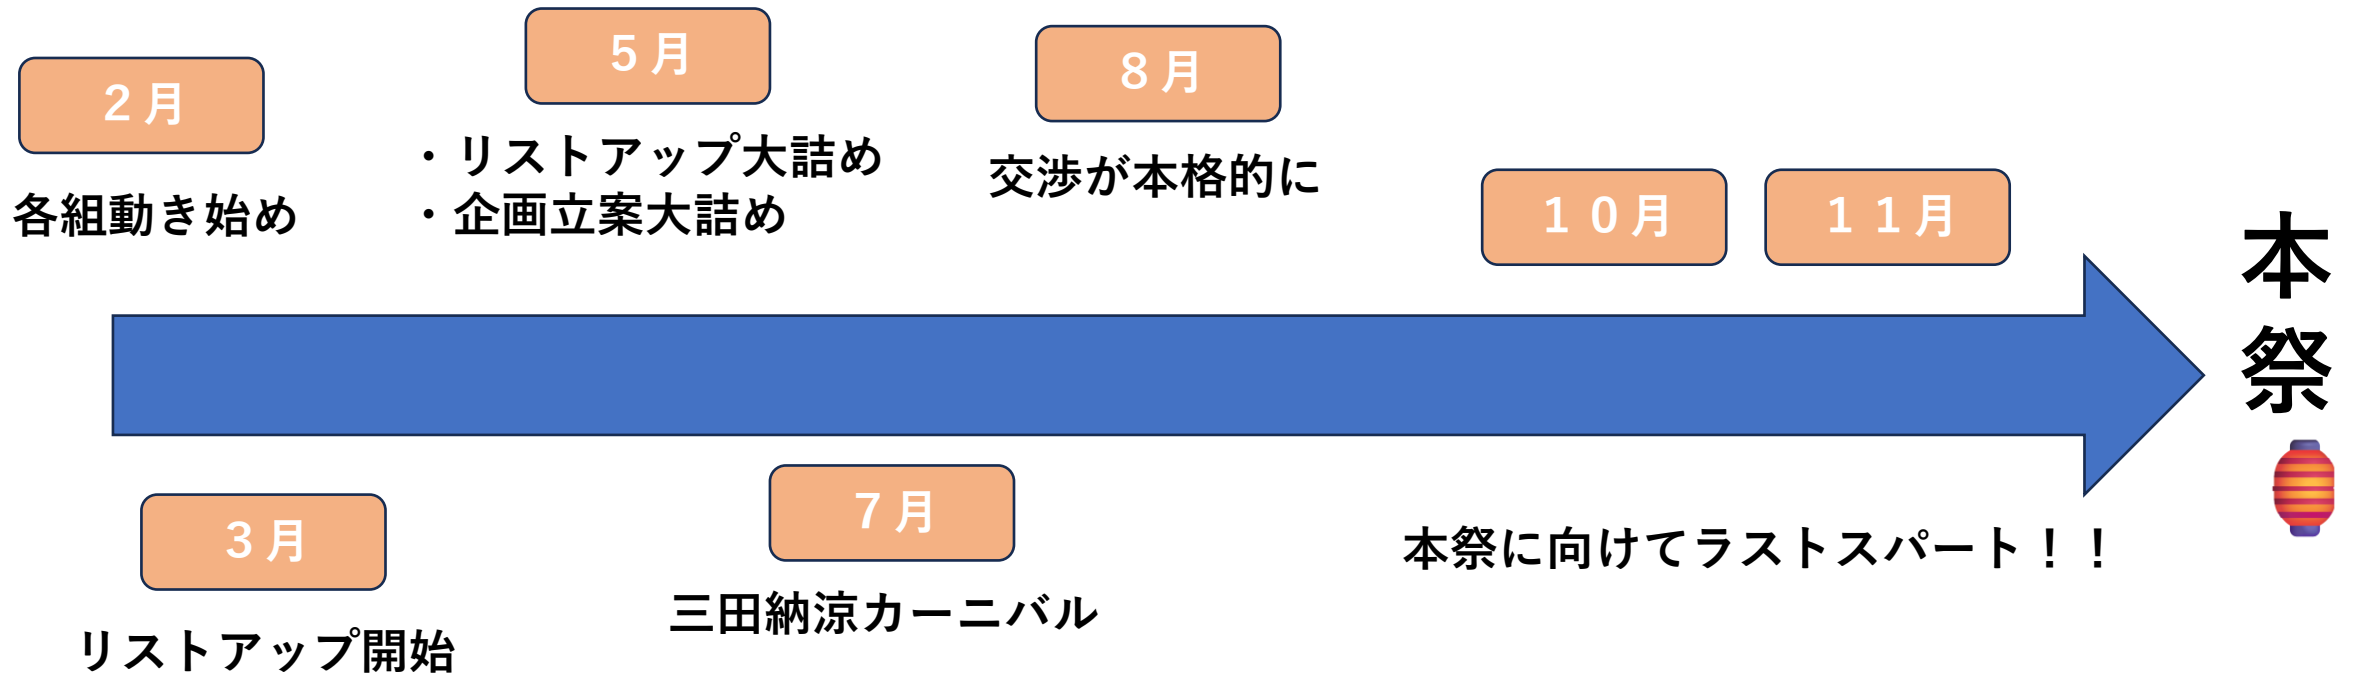 ２月
各組動き始め
３月
リストアップ開始
５月
・リストアップ大詰め
・企画立案大詰め
７月
三田納涼カーニバル
８月
交渉が本格的に
１０月
１１月
本祭に向けてラストスパート！！
本祭